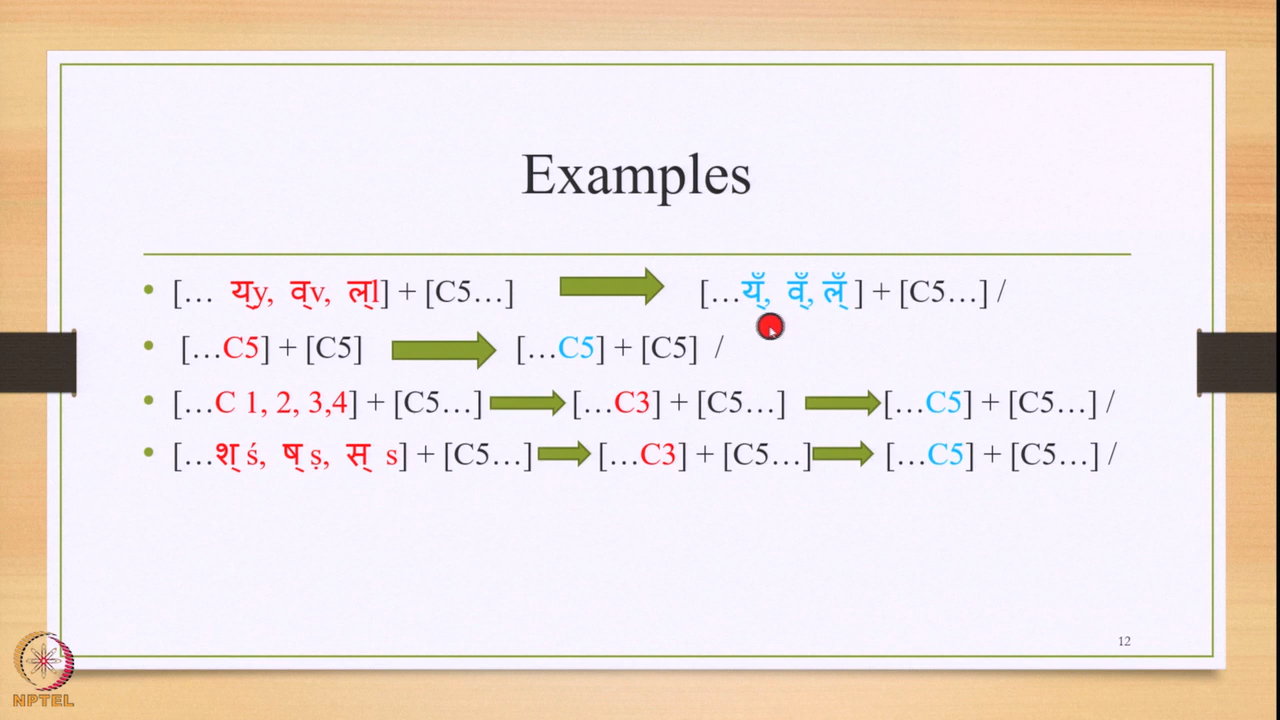 Examples
• [… य्y, व्v, ल्l] + [C5…] […यँ्, वँ्, लँ् ] + [C5…] /
• […C5] + [C5] […C5] + [C5] /
• […C 1, 2, 3,4] + [C5…] […C3] + [C5…] […C5] + [C5…] /
• […श् ś, ष् ṣ, स् s] + [C5…] […C3] + [C5…] […C5] + [C5…] /
12
NPTEL